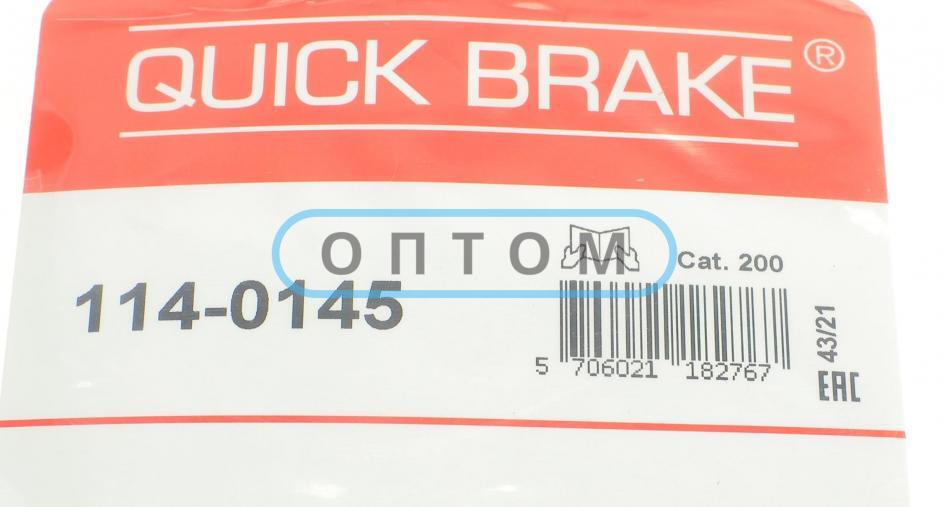 QUICK BRAKE®
ОПТОМ
Cat. 200
114-0145
5 706021 182767
43/21
EAC